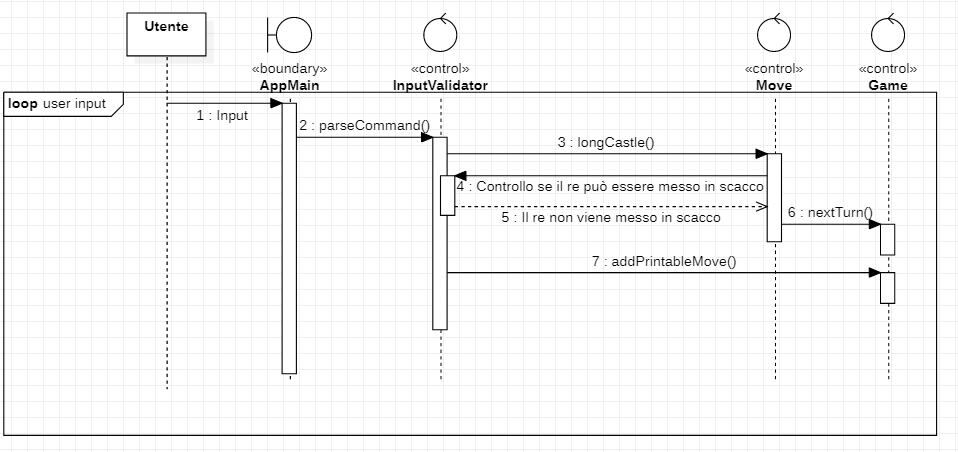 Utente
«boundary»
AppMain
«control»
InputValidator
«control»
Move
«control»
Game
loop user input
1 : Input
2 : parseCommand()
3 : longCastle()
4 : Controllo se il re può essere messo in scacco
5 : Il re non viene messo in scacco
6 : nextTurn()
7 : addPrintableMove()